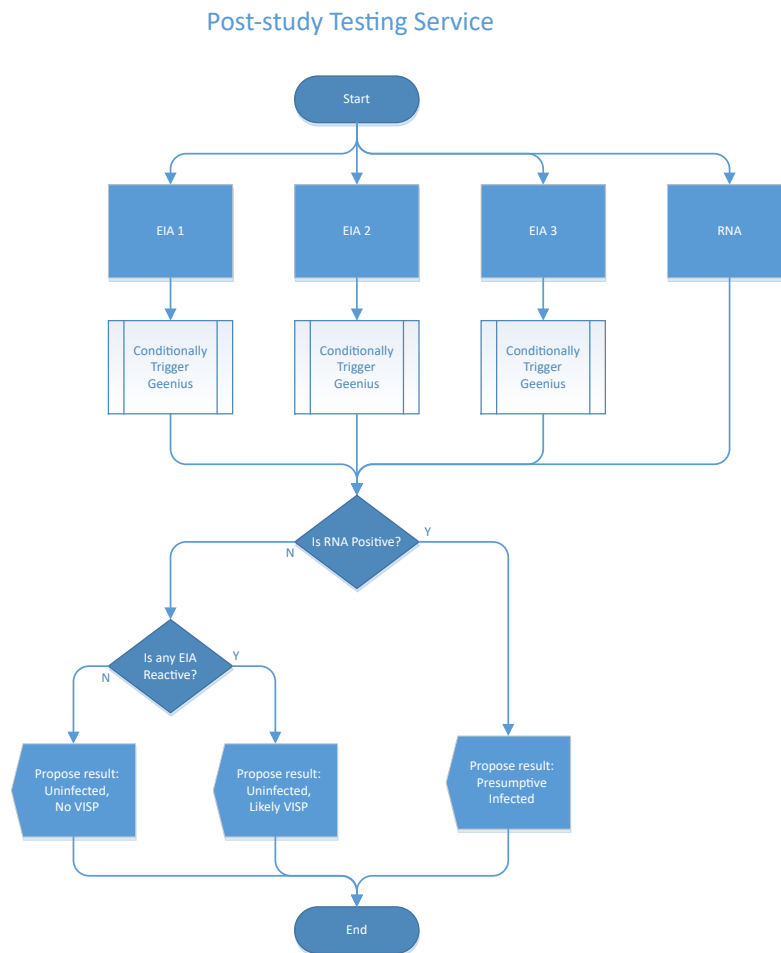 Post-study Testing Service
Start
EIA 1
EIA 2
EIA 3
RNA
Conditionally
Trigger
Geenius
Conditionally
Trigger
Geenius
Conditionally
Trigger
Geenius
Is RNA Positive?
Y
N
Is any EIA
Reactive?
Y
N
Propose result:
Uninfected,
No VISP
Propose result:
Uninfected,
Likely VISP
Propose result:
Presumptive
Infected
End